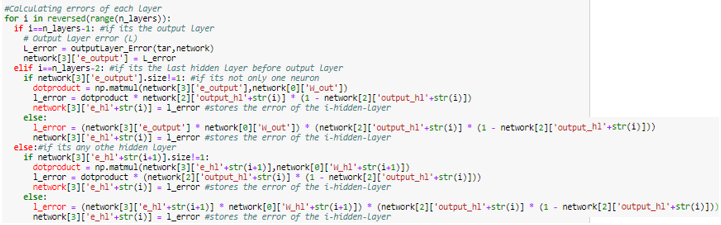 #Calculating errors of each layer
for i in reversed(range(n_layers)):
if i==n_layers-1: #if its the output layer
# Output layer error (L)
L_error = outputLayer_Error(tar,network)
network[3]['e_output'] = L_error
elif i==n_layers-2: #if its the last hidden layer before output layer
if network[3]['e_output'].size!=1: #if its not only one neuron
dotproduct = np.matmul(network[3]['e_output'],network[0]['W_out'])
l_error = dotproduct * network[2]['output_hl'+str(i)] * (1 - network[2]['output_hl'+str(i)])
network[3]['e_hl'+str(i)] = l_error #stores the error of the i-hidden-layer
else:
l_error = (network[3]['e_output'] * network[0]['W_out']) * (network[2]['output_hl'+str(i)] * (1 - network[2]['output_hl'+str(i)]))
network[3]['e_hl'+str(i)] = l_error #stores the error of the i-hidden-layer
else:#if its any othe hidden layer
if network[3]['e_hl'+str(i+1)].size!=1:
dotproduct = np.matmul(network[3]['e_hl'+str(i+1)],network[0]['W_hl'+str(i+1)])
l_error = dotproduct * (network[2]['output_hl'+str(i)] * (1 - network[2]['output_hl'+str(i)]))
network[3]['e_hl'+str(i)] = l_error #stores the error of the i-hidden-layer
else:
l_error = (network[3]['e_hl'+str(i+1)] * network[0]['W_hl'+str(i+1)]) * (network[2]['output_hl'+str(i)] * (1 - network[2]['output_hl'+str(i)]))
network[3]['e_hl'+str(i)] = l_error #stores the error of the i-hidden-layer